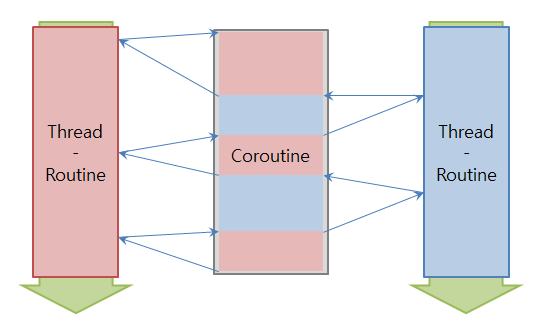 Thread
-
Routine
Coroutine
Thread
-
Routine